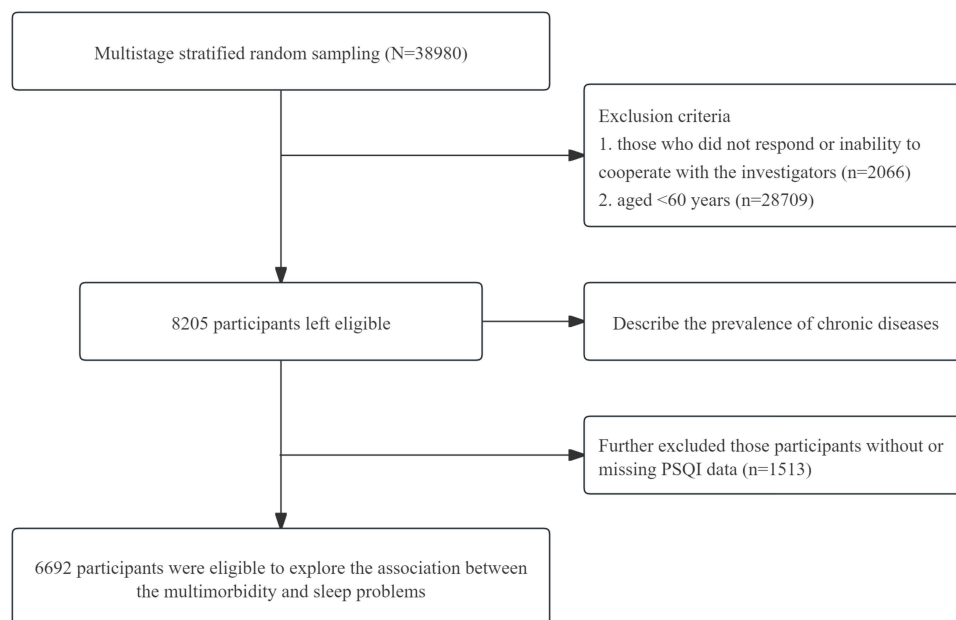 Multistage stratified random sampling (N=38980)
Exclusion criteria
1. those who did not respond or inability to
cooperate with the investigators (n=2066)
2. aged <60 years (n=28709)
8205 participants left eligible
Describe the prevalence of chronic diseases
Further excluded those participants without or
missing PSQI data (n=1513)
6692 participants were eligible to explore the association between
the multimorbidity and sleep problems